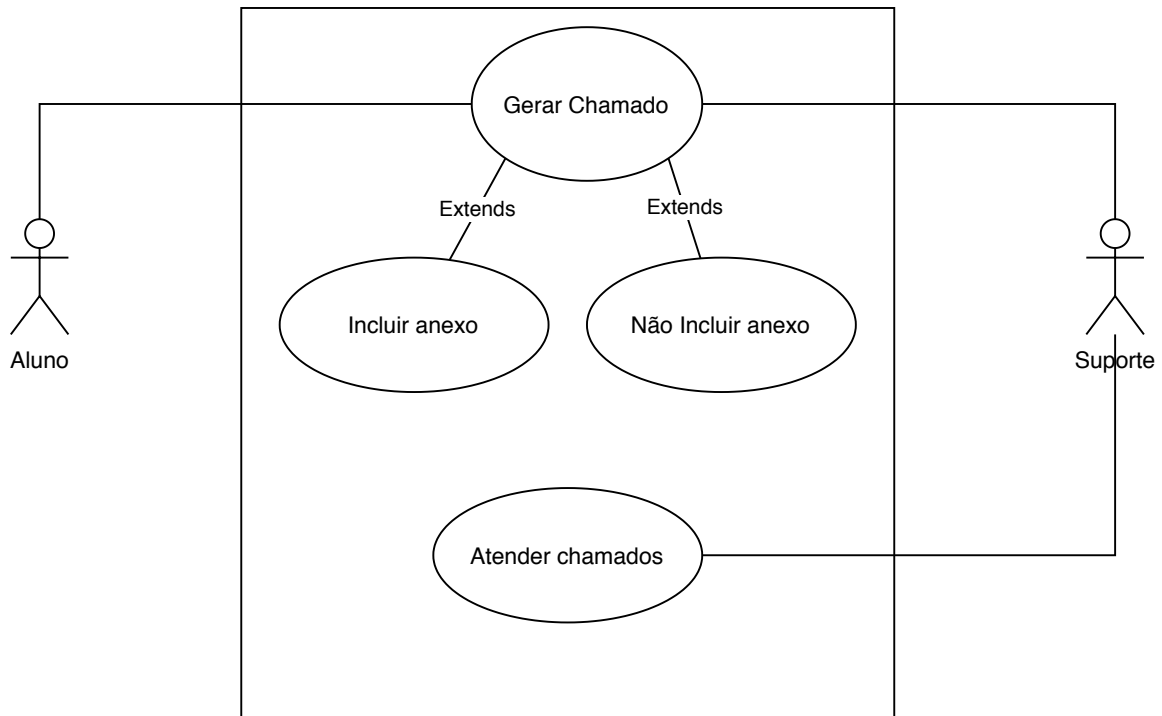 Gerar Chamado
Extends
Extends
Incluir anexo
Não Incluir anexo
Aluno
Suporte
Atender chamados